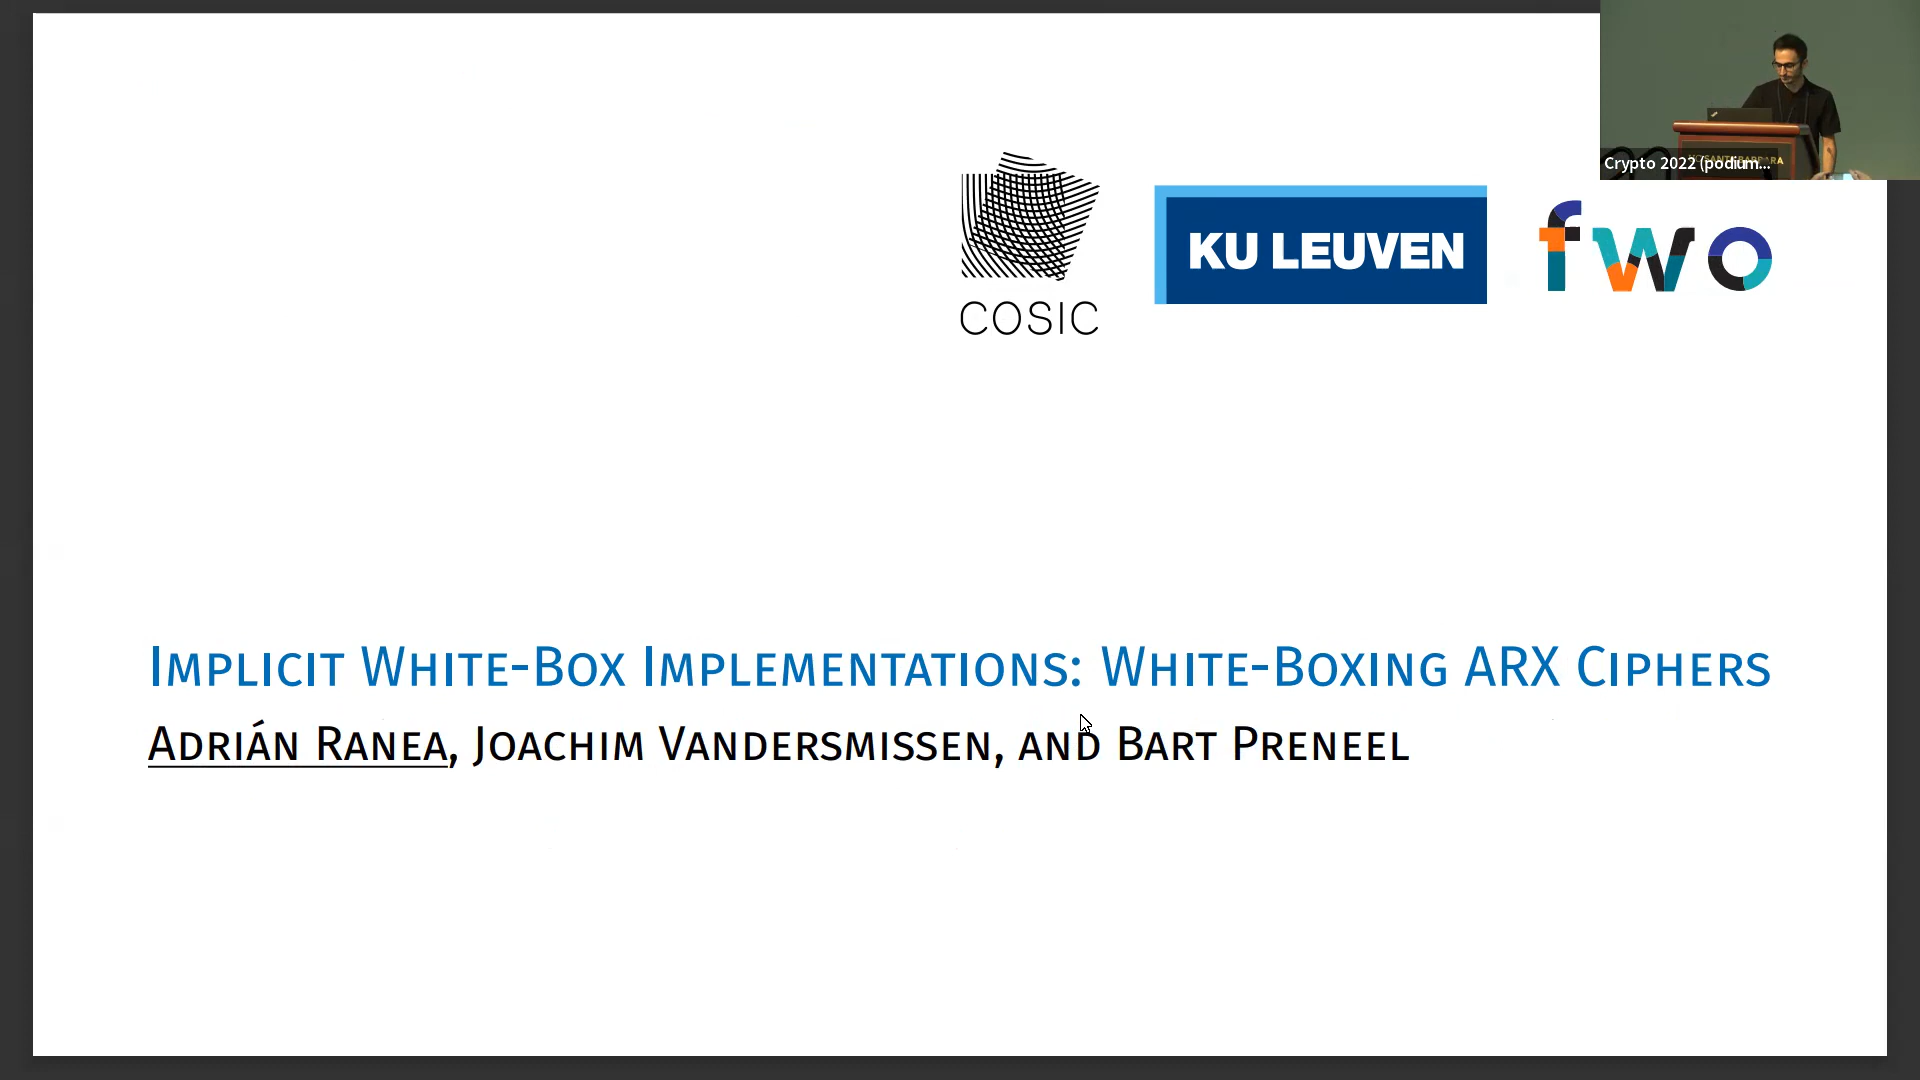 Crypto 2022 (podium...
COSIC
KU LEUVEN
fwo
Implicit White-Box Implementations: White-Boxing ARX Ciphers
Adrián Ranea, Joachim Vandersmissen, and Bart Preneel